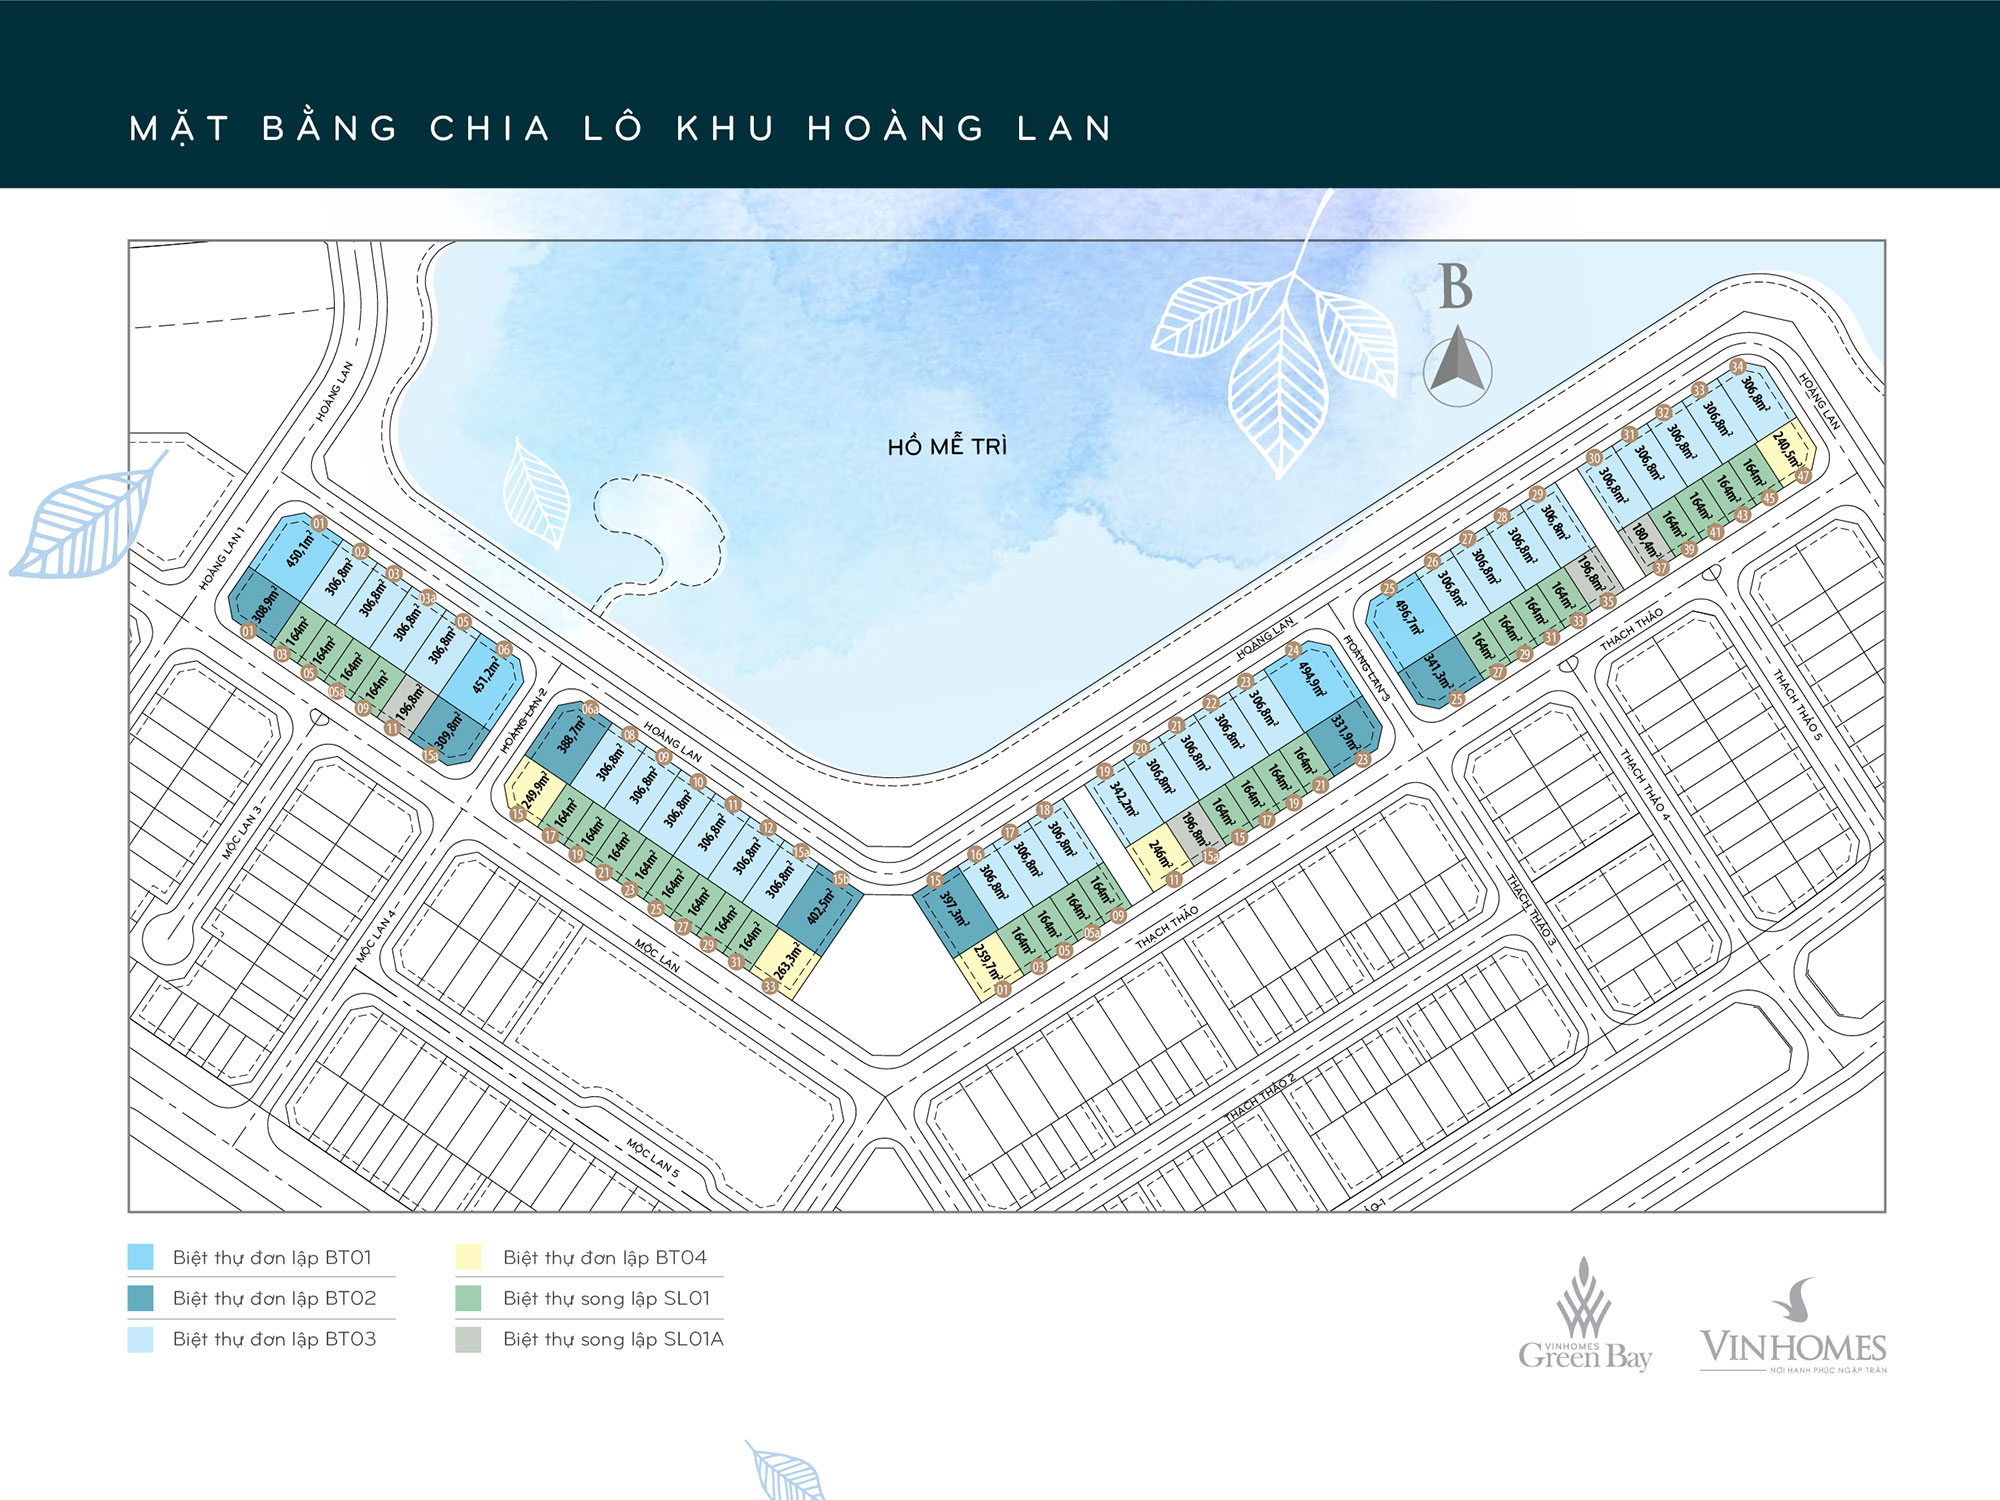 MẶT BẰNG CHIA LÔ KHU HOÀNG LAN
B
HỒ MỄ TRÌ
HOÀNG LAN
HOÀNG LAN 1
01
450,1m²
02
306,8m²
03
306,8m²
03a
306,8m²
05
306,8m²
06
451,2m²
308,9m²
01
164m²
03
164m²
05
164m²
05a
164m²
09
196,8m²
11
309,8m²
15a
HOÀNG LAN 2
HOÀNG LAN
06a
388,7m²
08
306,8m²
09
306,8m²
10
306,8m²
11
306,8m²
12
306,8m²
15a
306,8m²
15b
402,5m²
249,9m²
15
164m²
17
164m²
19
164m²
21
164m²
23
164m²
25
164m²
27
164m²
29
164m²
31
263,3m²
33
15
397,3m²
16
306,8m²
17
306,8m²
18
306,8m²
259,7m²
01
164m²
03
164m²
05
164m²
05a
164m²
09
19
342,2m²
20
306,8m²
21
306,8m²
22
306,8m²
23
306,8m²
24
494,9m²
246m²
11
196,8m²
15a
164m²
15
164m²
17
164m²
19
164m²
21
331,9m²
23
HOÀNG LAN
HOÀNG LAN 3
25
496,7m²
26
306,8m²
27
306,8m²
28
306,8m²
29
306,8m²
341,3m²
25
164m²
27
164m²
29
164m²
31
164m²
33
196,8m²
35
30
306,8m²
31
306,8m²
32
306,8m²
33
306,8m²
34
306,8m²
180,4m²
37
164m²
39
164m²
41
164m²
43
164m²
45
240,5m²
47
HOÀNG LAN
MỘC LAN 3
MỘC LAN 4
MỘC LAN
MỘC LAN 5
THẠCH THẢO
THẠCH THẢO
THẠCH THẢO 2
THẠCH THẢO 3
THẠCH THẢO 4
THẠCH THẢO 5
Biệt thự đơn lập BT01
Biệt thự đơn lập BT02
Biệt thự đơn lập BT03
Biệt thự đơn lập BT04
Biệt thự song lập SL01
Biệt thự song lập SL01A
VINHOMES
Green Bay
VINHOMES
NƠI HẠNH PHÚC NGẬP TRÀN